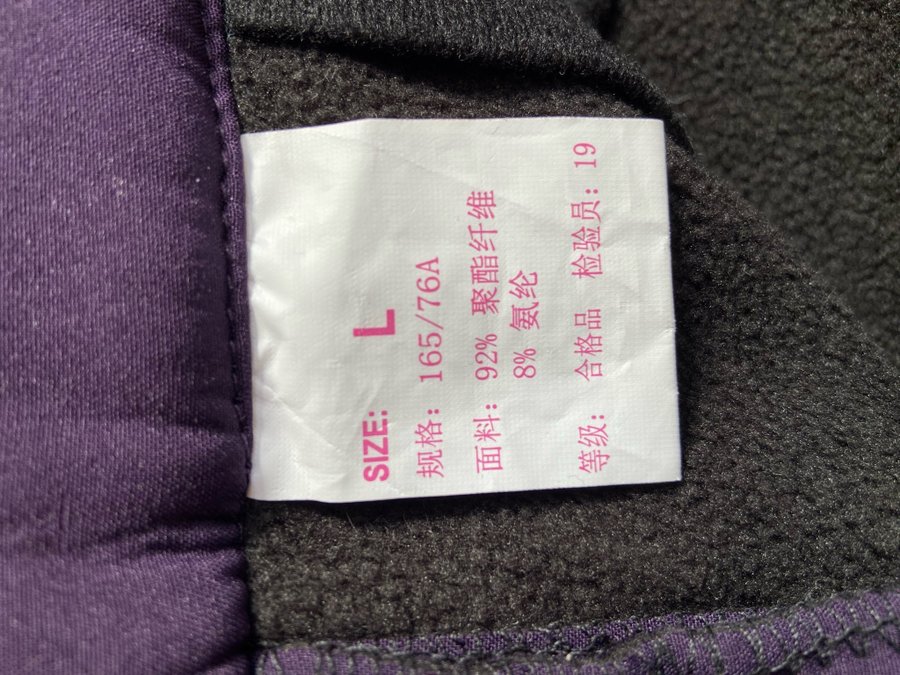 SIZE: L
规格: 165/76A
面料: 92% 聚酯纤维
8% 氨纶
等级: 合格品 检验员: 19